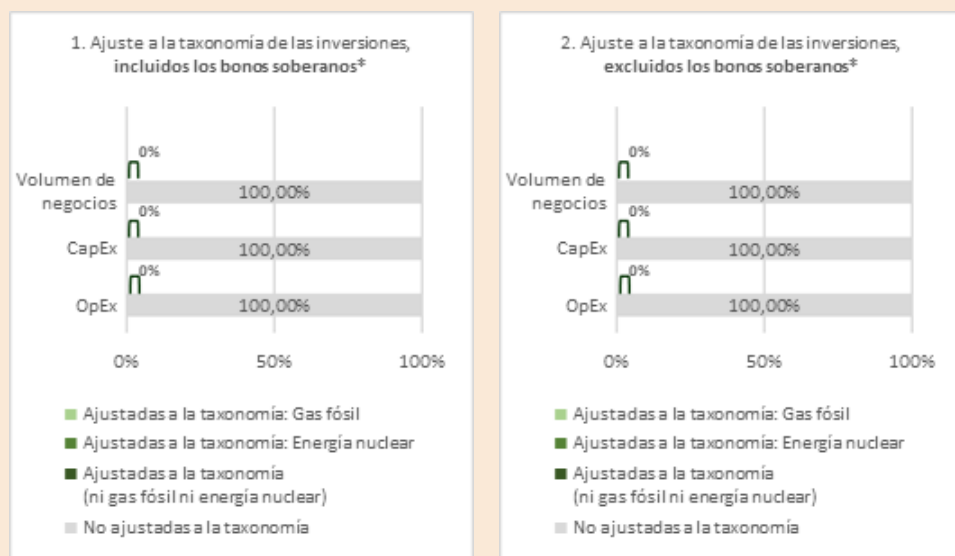 1. Ajuste a la taxonomía de las inversiones,
incluidos los bonos soberanos*
0%
Volumen de
negocios
100,00%
0%
CapEx
100,00%
0%
OpEx
100,00%
0%
50%
100%
Ajustadas a la taxonomía: Gas fósil
Ajustadas a la taxonomía: Energía nuclear
Ajustadas a la taxonomía
(ni gas fósil ni energía nuclear)
No ajustadas a la taxonomía
2. Ajuste a la taxonomía de las inversiones,
excluidos los bonos soberanos*
0%
Volumen de
negocios
100,00%
0%
CapEx
100,00%
0%
OpEx
100,00%
0%
50%
100%
Ajustadas a la taxonomía: Gas fósil
Ajustadas a la taxonomía: Energía nuclear
Ajustadas a la taxonomía
(ni gas fósil ni energía nuclear)
No ajustadas a la taxonomía